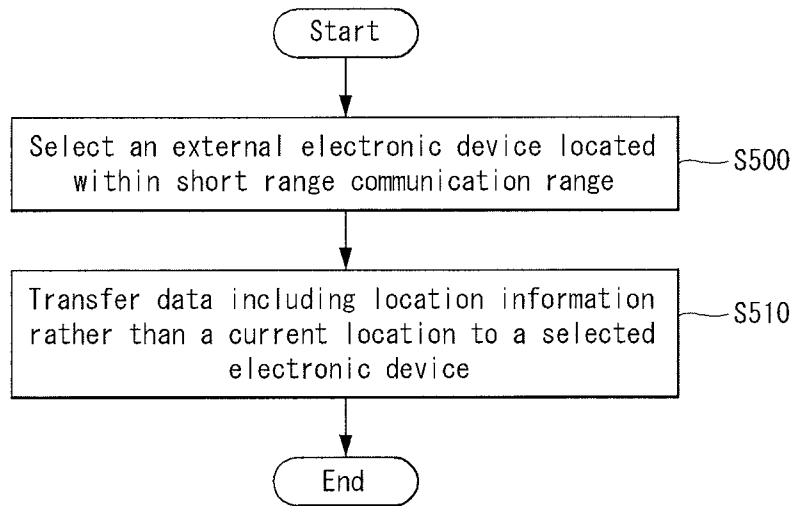 Start
Select an external electronic device located
within short range communication range
S500
Transfer data including location information
rather than a current location to a selected
electronic device
S510
End